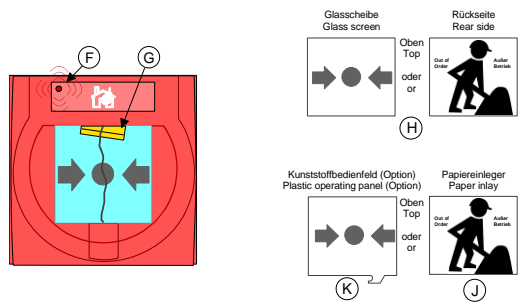 F
G
Glasscheibe
Glass screen
Rückseite
Rear side
Oben
Top
oder
or
Out of
Order
Außer
Betrieb
H
Kunststoffbedienfeld (Option)
Plastic operating panel (Option)
Papiereinleger
Paper inlay
Oben
Top
oder
or
Out of
Order
Außer
Betrieb
K
J